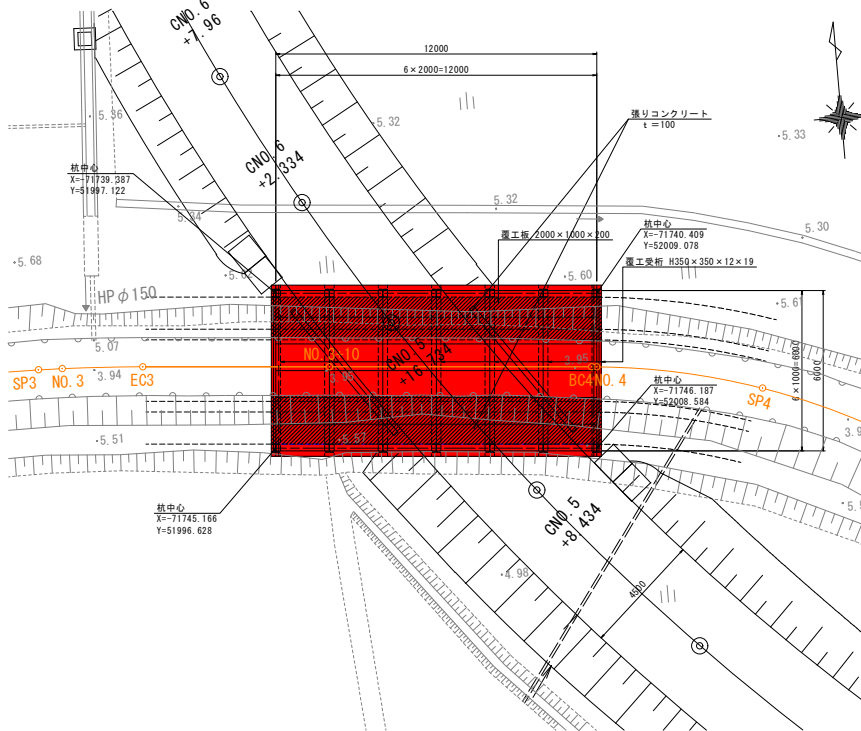 CNO.6
+7.96
12000
6×2000=12000
張りコンクリート
t =100
5.36
5.32
5.33
CNO.6
+2.334
杭中心
X=-71739.387
Y=51997.122
5.32
5.30
覆工板 2000×1000×200
杭中心
X=-71740.409
Y=52009.078
覆工受桁 H350×350×12×19
5.68
5.60
5.61
HPφ150
5.07
CNO.5
+16.734
NO.3+10
3.95
6×1000=6000
6000
SP3
NO.3
3.94
EC3
BC4
NO.4
SP4
杭中心
X=-71746.187
Y=52008.584
5.51
5.57
杭中心
X=-71745.166
Y=51996.628
CNO.5
+8.434
4.98
4500